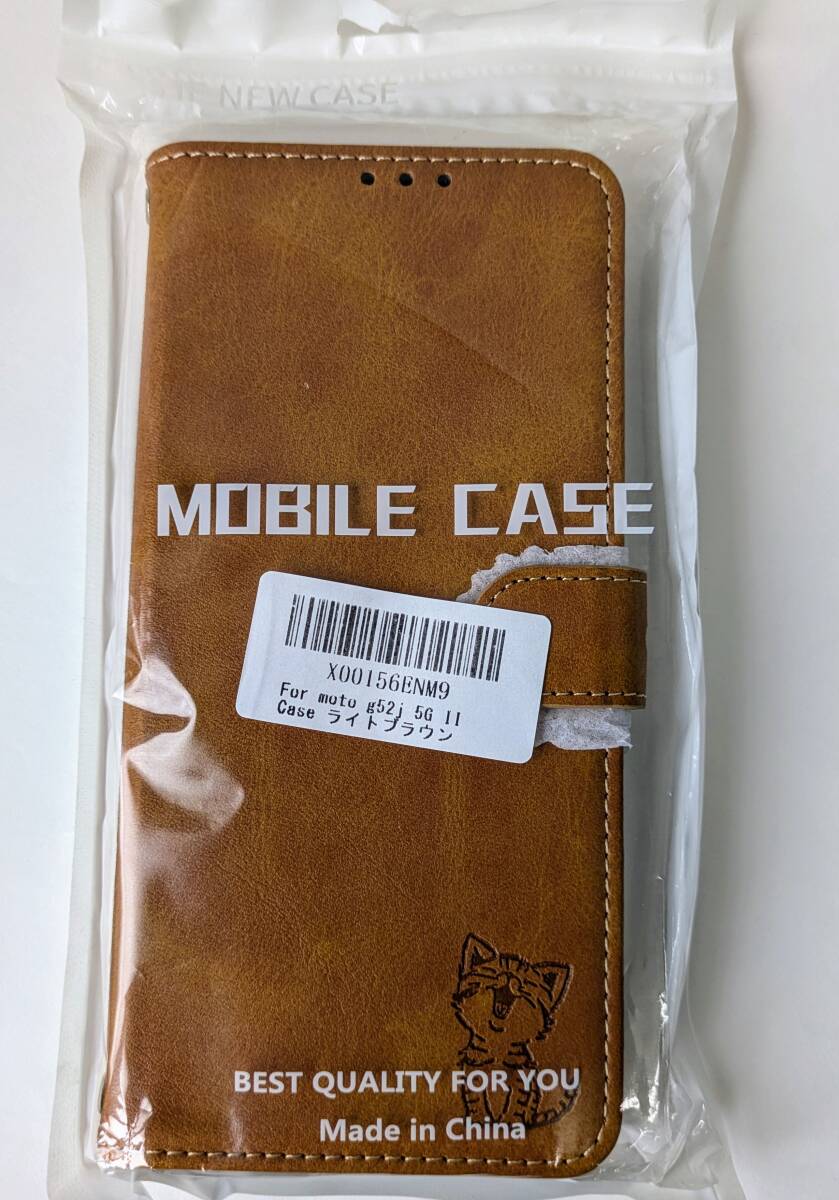 NEW CASE
MOBILE CASE
X00156ENM9
For moto g52j 5G II
Case ライトブラウン
BEST QUALITY FOR YOU
Made in China